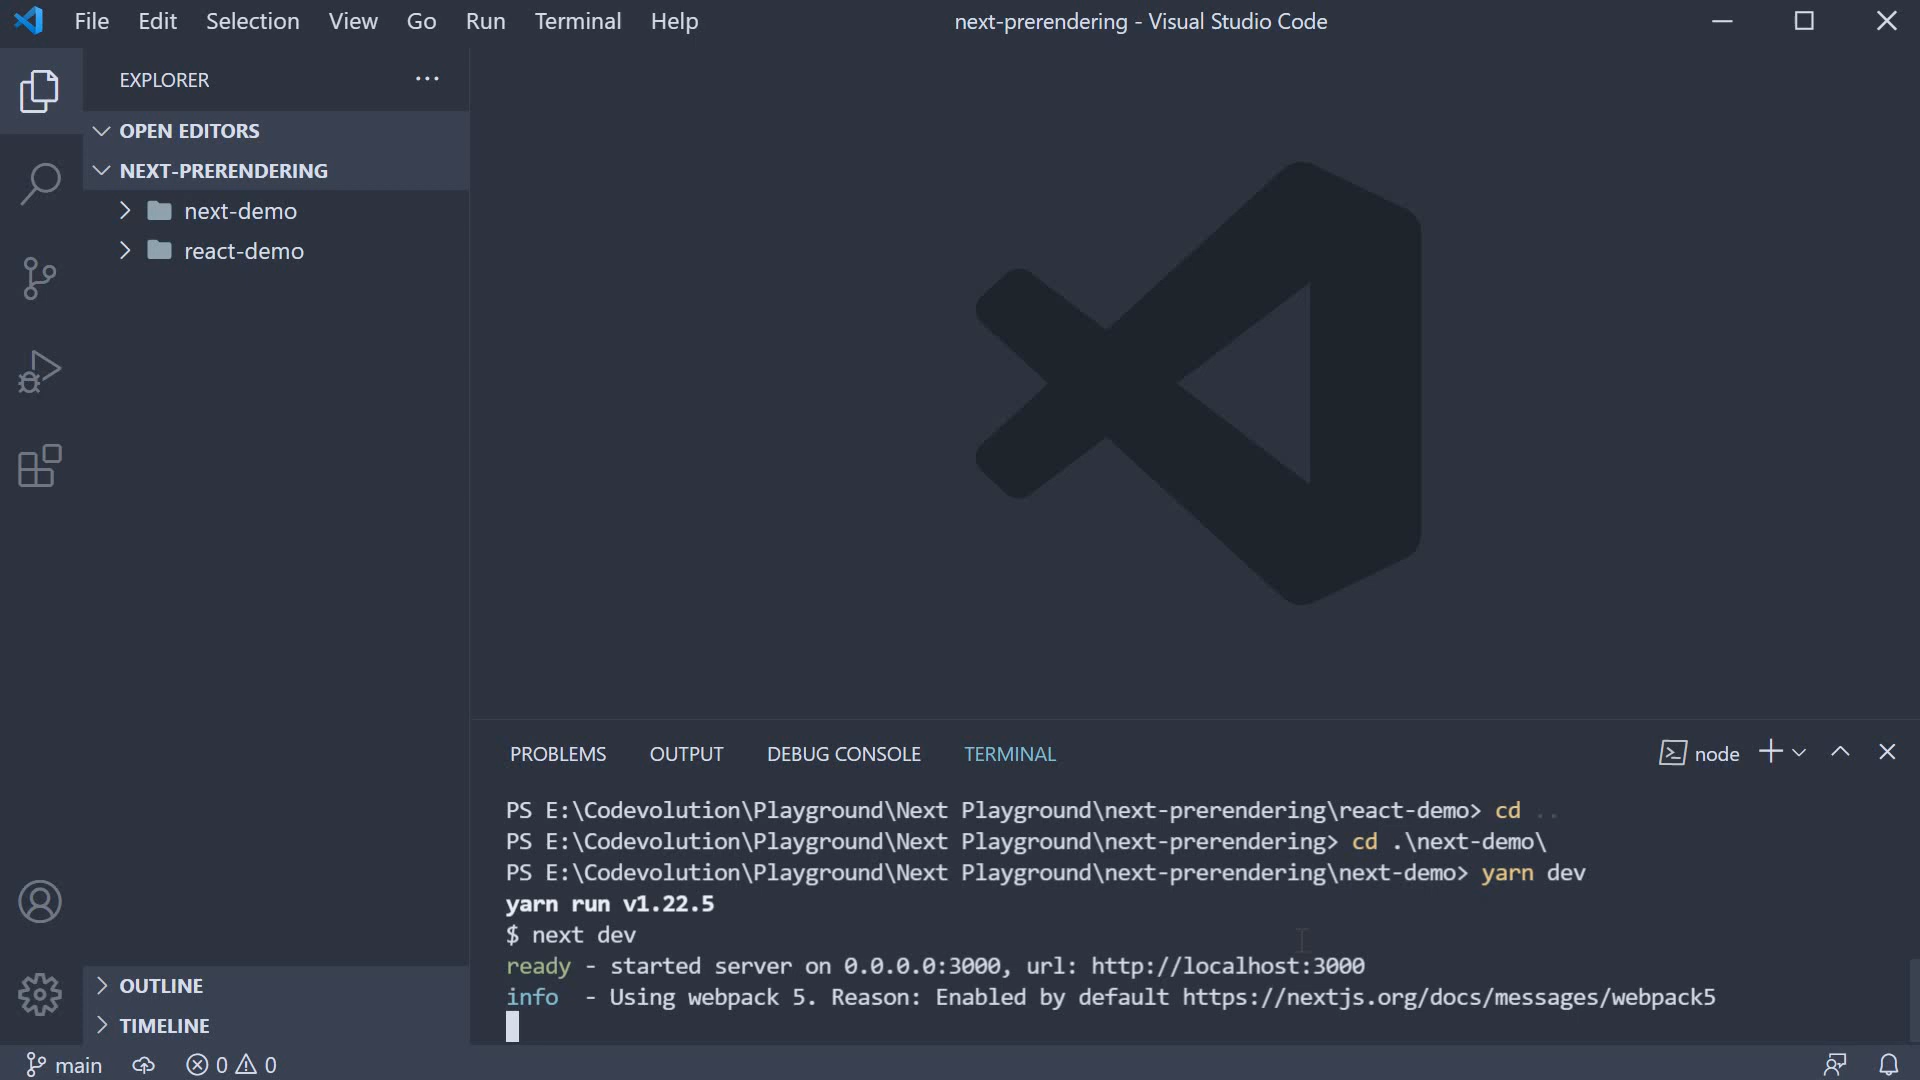 File Edit Selection View Go Run Terminal Help next-prerendering - Visual Studio Code
EXPLORER
OPEN EDITORS
NEXT-PRERENDERING
next-demo
react-demo
PROBLEMS OUTPUT DEBUG CONSOLE TERMINAL node
PS E:\Codevolution\Playground\Next Playground\next-prerendering\react-demo> cd ..
PS E:\Codevolution\Playground\Next Playground\next-prerendering> cd .\next-demo\
PS E:\Codevolution\Playground\Next Playground\next-prerendering\next-demo> yarn dev
yarn run v1.22.5
$ next dev
ready - started server on 0.0.0.0:3000, url: http://localhost:3000
info  - Using webpack 5. Reason: Enabled by default https://nextjs.org/docs/messages/webpack5
OUTLINE
TIMELINE
main 0 0